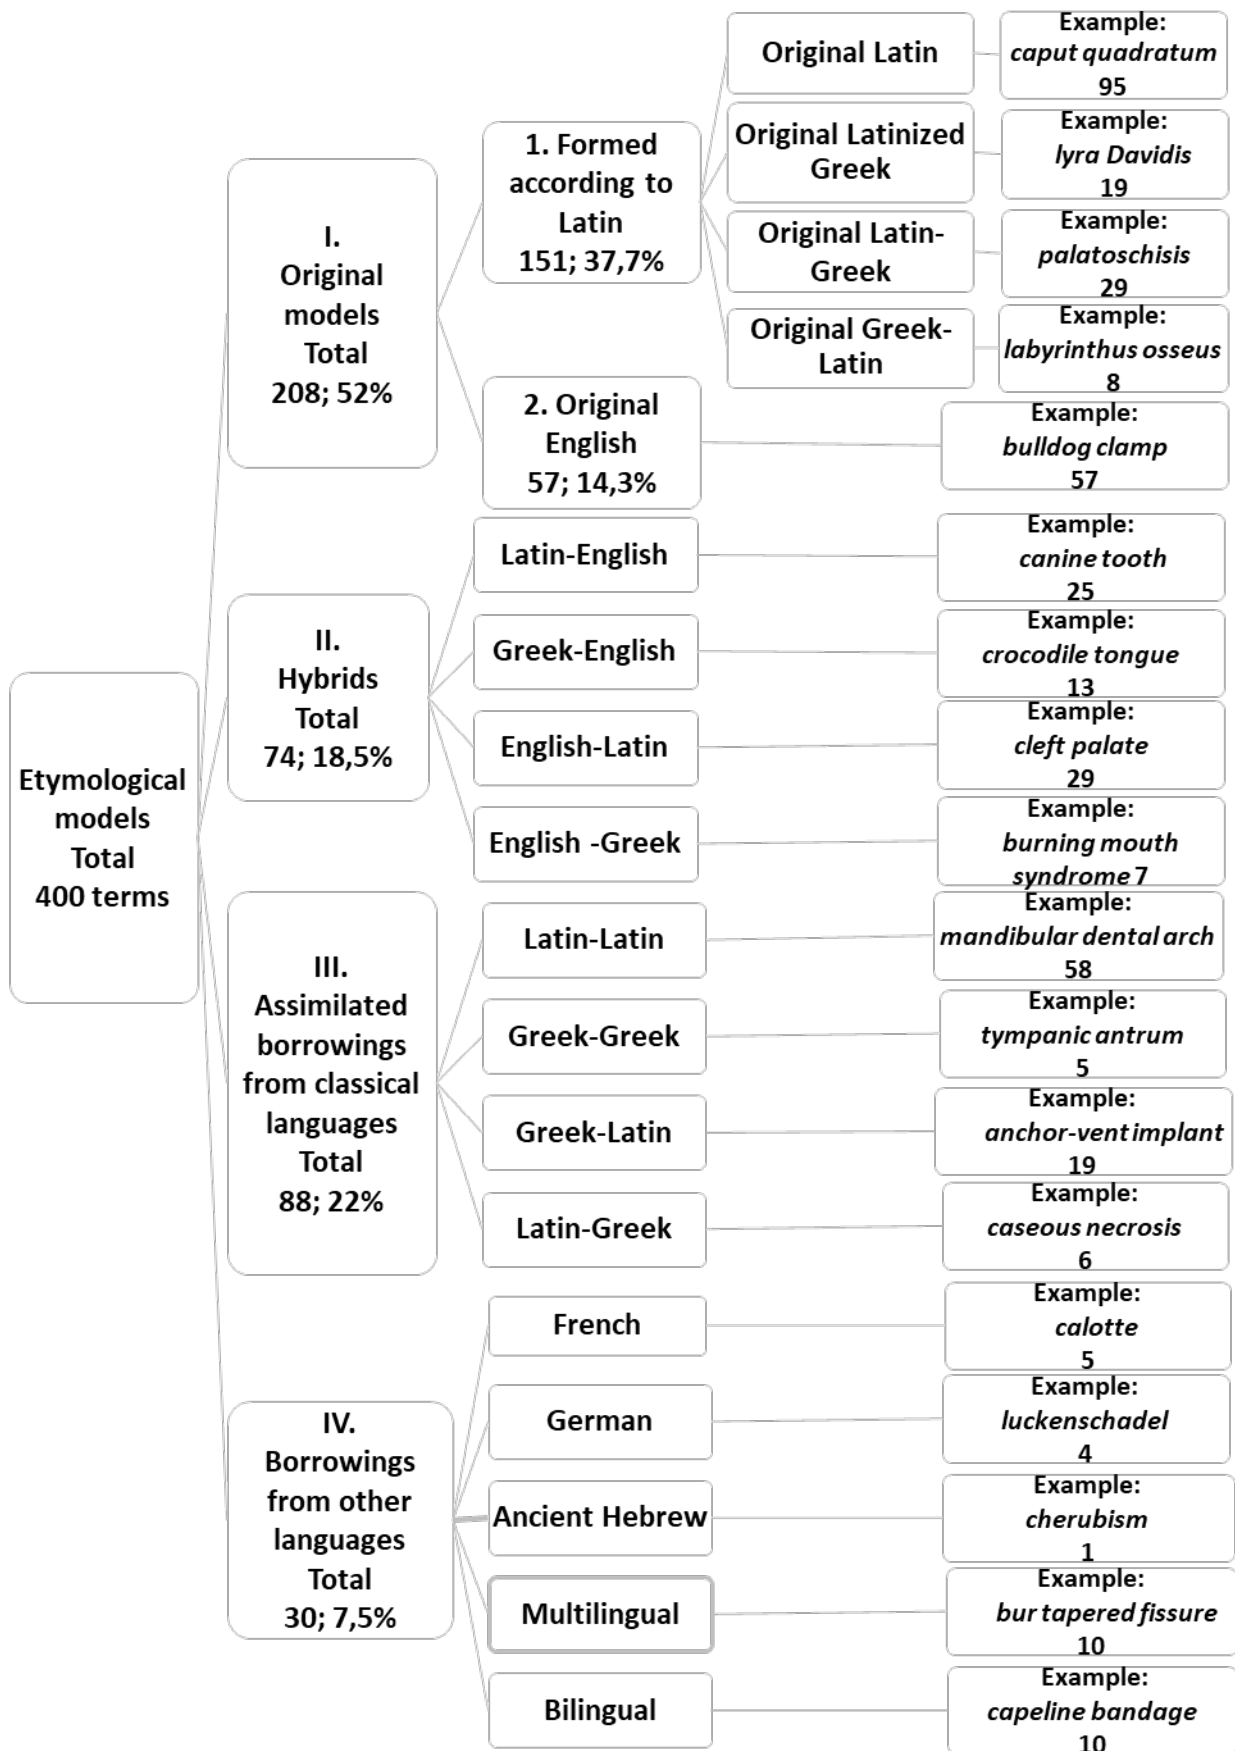 Etymological
models
Total
400 terms
I.
Original
models
Total
208; 52%
1. Formed
according to
Latin
151; 37,7%
Original Latin
Example:
caput quadratum
95
Original Latinized
Greek
Example:
lyra Davidis
19
Original Latin-
Greek
Example:
palatoschisis
29
Original Greek-
Latin
Example:
labyrinthus osseus
8
2. Original
English
57; 14,3%
Example:
bulldog clamp
57
II.
Hybrids
Total
74; 18,5%
Latin-English
Example:
canine tooth
25
Greek-English
Example:
crocodile tongue
13
English-Latin
Example:
cleft palate
29
English -Greek
Example:
burning mouth
syndrome 7
III.
Assimilated
borrowings
from classical
languages
Total
88; 22%
Latin-Latin
Example:
mandibular dental arch
58
Greek-Greek
Example:
tympanic antrum
5
Greek-Latin
Example:
anchor-vent implant
19
Latin-Greek
Example:
caseous necrosis
6
IV.
Borrowings
from other
languages
Total
30; 7,5%
French
Example:
calotte
5
German
Example:
luckenschadel
4
Ancient Hebrew
Example:
cherubism
1
Multilingual
Example:
bur tapered fissure
10
Bilingual
Example:
capeline bandage
10